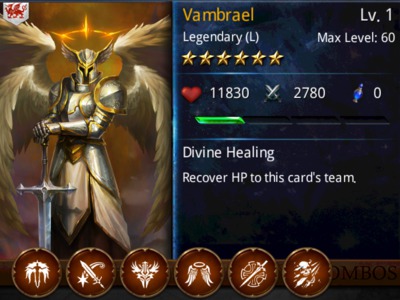 Vambrael Lv. 1
Legendary (L) Max Level: 60
11830 2780 0
Divine Healing
Recover HP to this card's team.
OMBOS